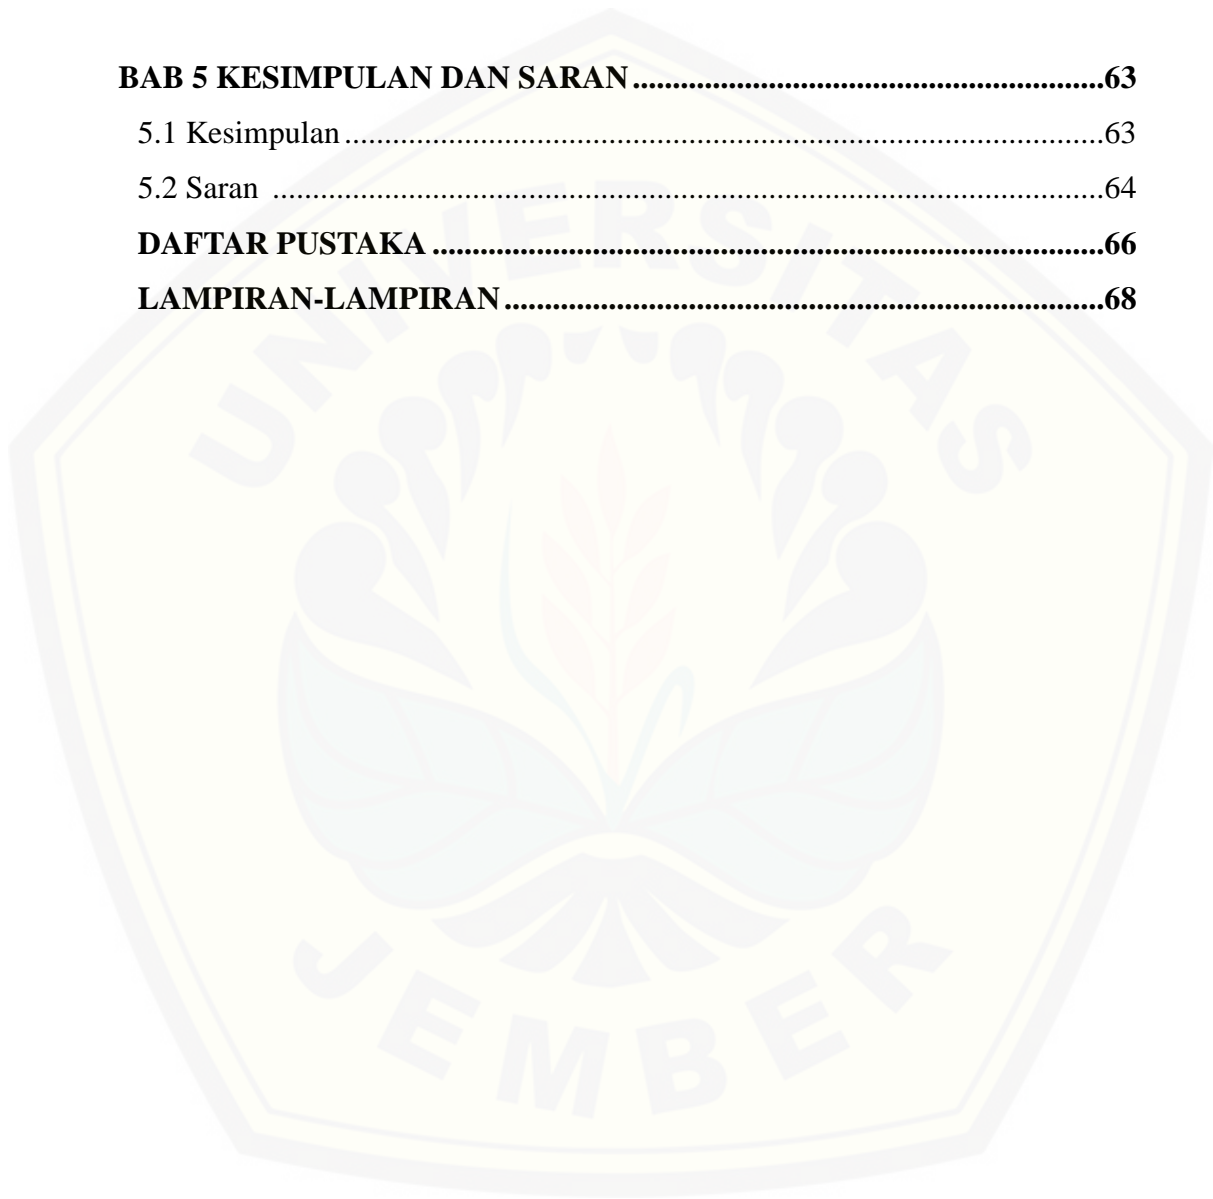 BAB 5 KESIMPULAN DAN SARAN...........................................................63
5.1 Kesimpulan................................................................................................63
5.2 Saran .........................................................................................................64
DAFTAR PUSTAKA ....................................................................................66
LAMPIRAN-LAMPIRAN...........................................................................68
UNIVERSITAS
JEMBER